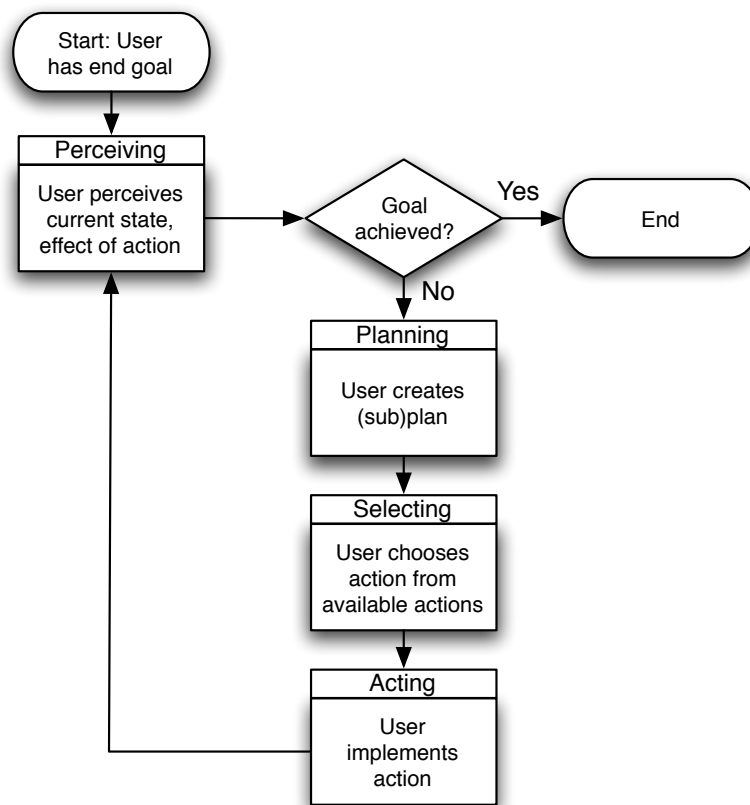 Start: User
has end goal
Perceiving
User perceives
current state,
effect of action
Goal
achieved?
Yes
End
No
Planning
User creates
(sub)plan
Selecting
User chooses
action from
available actions
Acting
User
implements
action